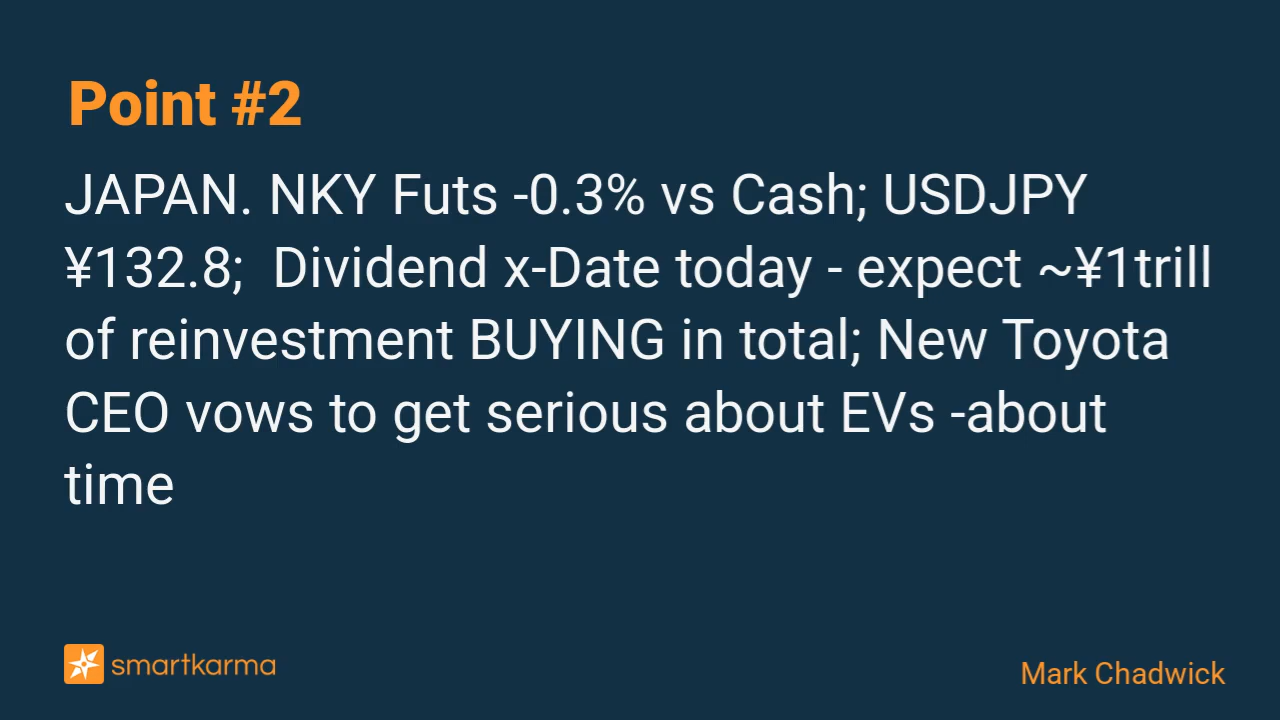 Point #2
JAPAN. NKY Futs -0.3% vs Cash; USDJPY
¥132.8;  Dividend x-Date today - expect ~¥1trill
of reinvestment BUYING in total; New Toyota
CEO vows to get serious about EVs -about
time
smartkarma
Mark Chadwick